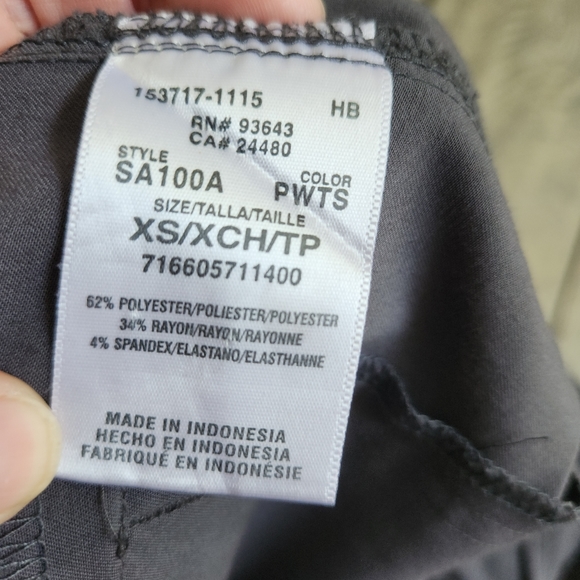 153717-1115 HB
RN# 93643
CA# 24480
STYLE COLOR
SA100A PWTS
SIZE/TALLA/TAILLE
XS/XCH/TP
716605711400
62% POLYESTER/POLIESTER/POLYESTER
34% RAYON/RAYON/RAYONNE
4% SPANDEX/ELASTANO/ELASTHANNE
MADE IN INDONESIA
HECHO EN INDONESIA
FABRIQUÉ EN INDONÉSIE